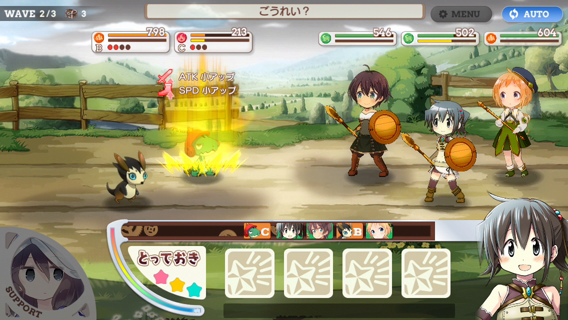 WAVE 2/3 3
ごうれい?
MENU
AUTO
798
213
546
502
604
B
C
ATK 小アップ
SPD 小アップ
C
B
とっておき
SUPPORT